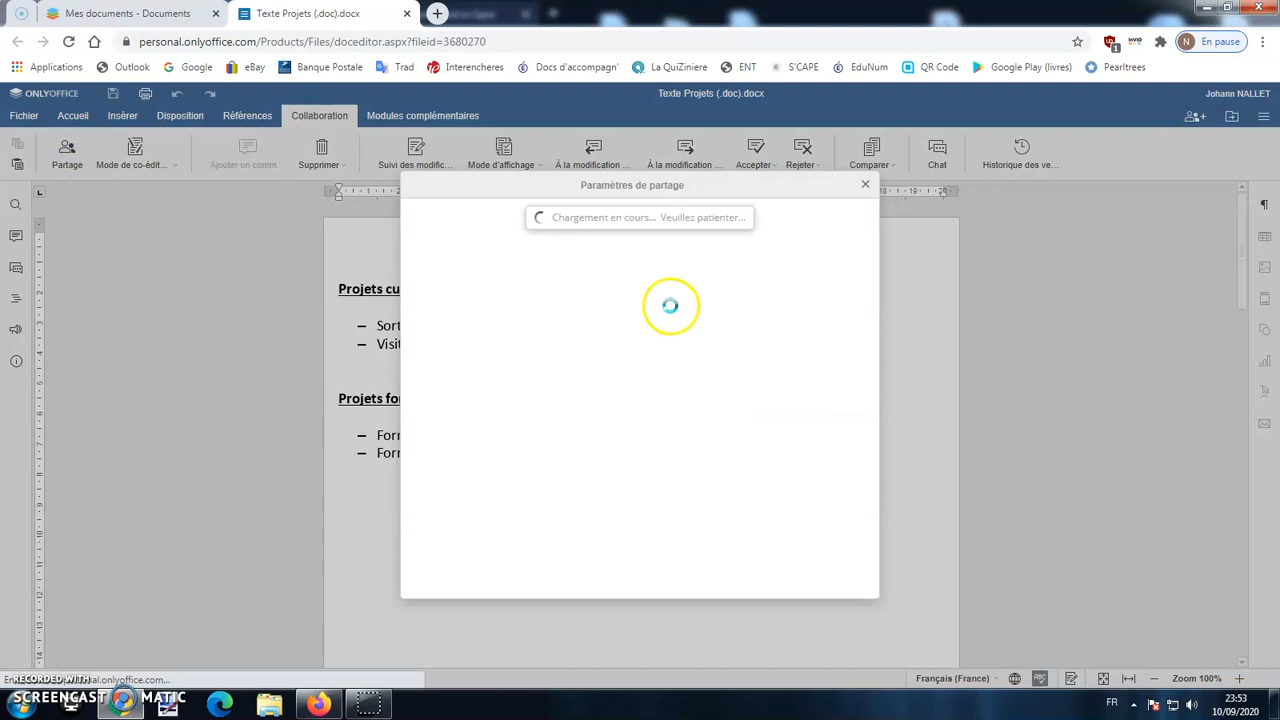 Mes documents - Documents
Texte Projets (.doc).docx
personal.onlyoffice.com/Products/Files/doceditor.aspx?fileid=3680270
1
N En pause
Applications Outlook Google eBay Banque Postale Trad Interencheres Docs d'accompagn' La QuiZiniere ENT S'CAPE EduNum QR Code Google Play (livres) Pearltrees
ONLYOFFICE
Texte Projets (.doc).docx
Johann NALLET
Fichier Accueil Insérer Disposition Références Collaboration Modules complémentaires
Partage Mode de co-édit... Ajouter un comm... Supprimer Suivi des modific... Mode d'affichage À la modification ... À la modification ... Accepter Rejeter Comparer Chat Historique des ve...
Paramètres de partage
Chargement en cours... Veuillez patienter...
Projets cu
– Sort
– Visit
Projets for
– Form
– Form
Français (France) Zoom 100%
RECORDED WITH
SCREENCAST MATIC
FR
23:53
10/09/2020